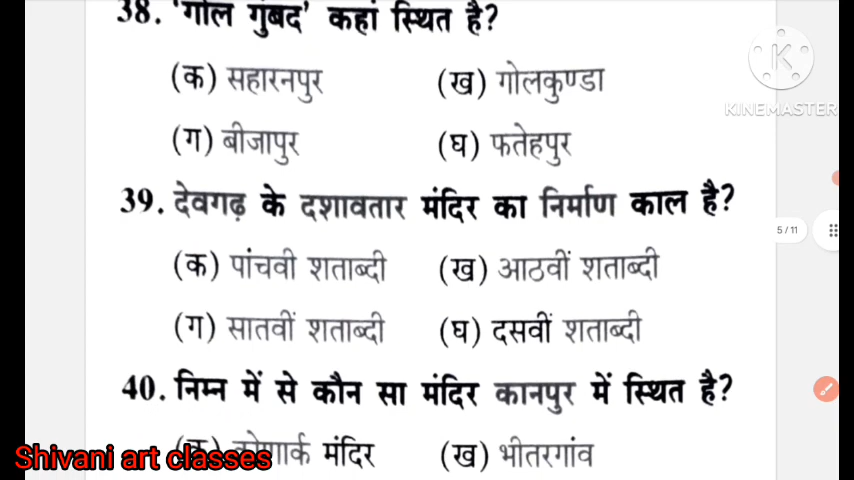 38. 'गोल गुंबद' कहां स्थित है?
(क) सहारनपुर (ख) गोलकुण्डा
KINEMASTER
(ग) बीजापुर (घ) फतेहपुर
39. देवगढ़ के दशावतार मंदिर का निर्माण काल है?
5/11
(क) पांचवी शताब्दी (ख) आठवीं शताब्दी
(ग) सातवीं शताब्दी (घ) दसवीं शताब्दी
40. निम्न में से कौन सा मंदिर कानपुर में स्थित है?
(क) कोणार्क मंदिर (ख) भीतरगांव
Shivani art classes